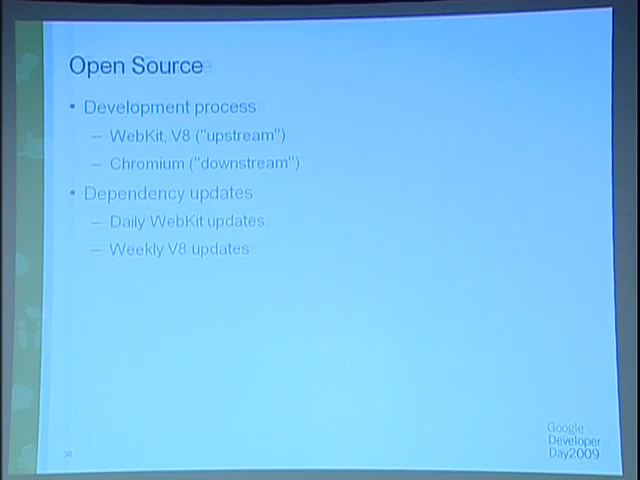 Open Source
• Development process
– WebKit, V8 ("upstream")
– Chromium ("downstream")
• Dependency updates
– Daily WebKit updates
– Weekly V8 updates
Google
Developer
Day2009